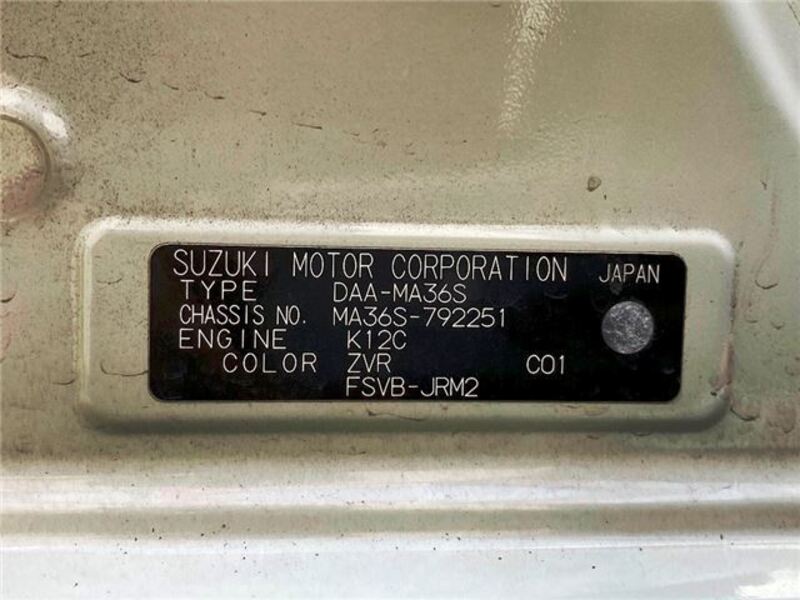 SUZUKI MOTOR CORPORATION JAPAN
TYPE DAA-MA36S
CHASSIS NO. MA36S-792251
ENGINE K12C
COLOR ZVR C01
FSVB-JRM2